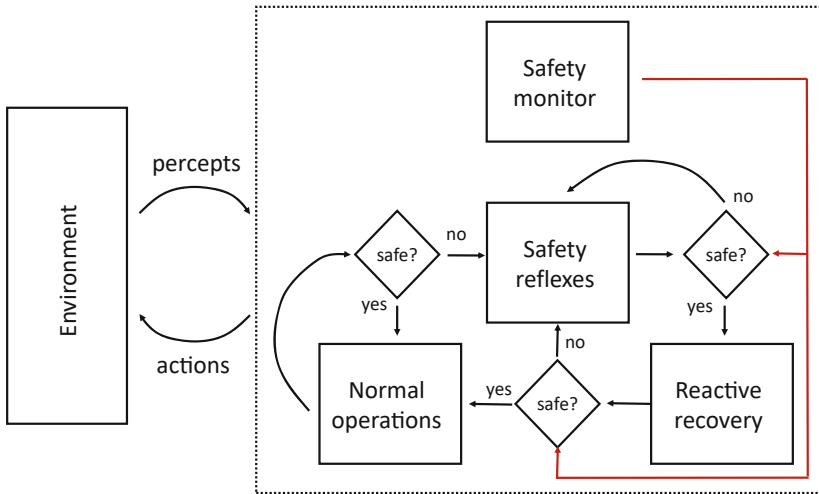 Safety
monitor
percepts
Environment
actions
safe?
no
yes
Safety
reflexes
no
safe?
yes
Normal
operations
yes
no
safe?
Reactive
recovery